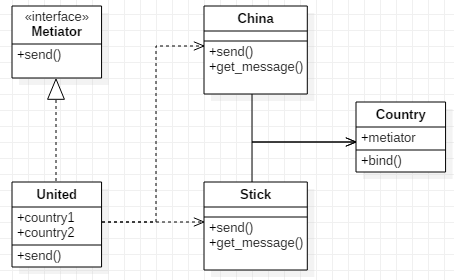 «interface»
Metiator
+send()
China
+send()
+get_message()
Country
+metiator
+bind()
United
+country1
+country2
+send()
Stick
+send()
+get_message()